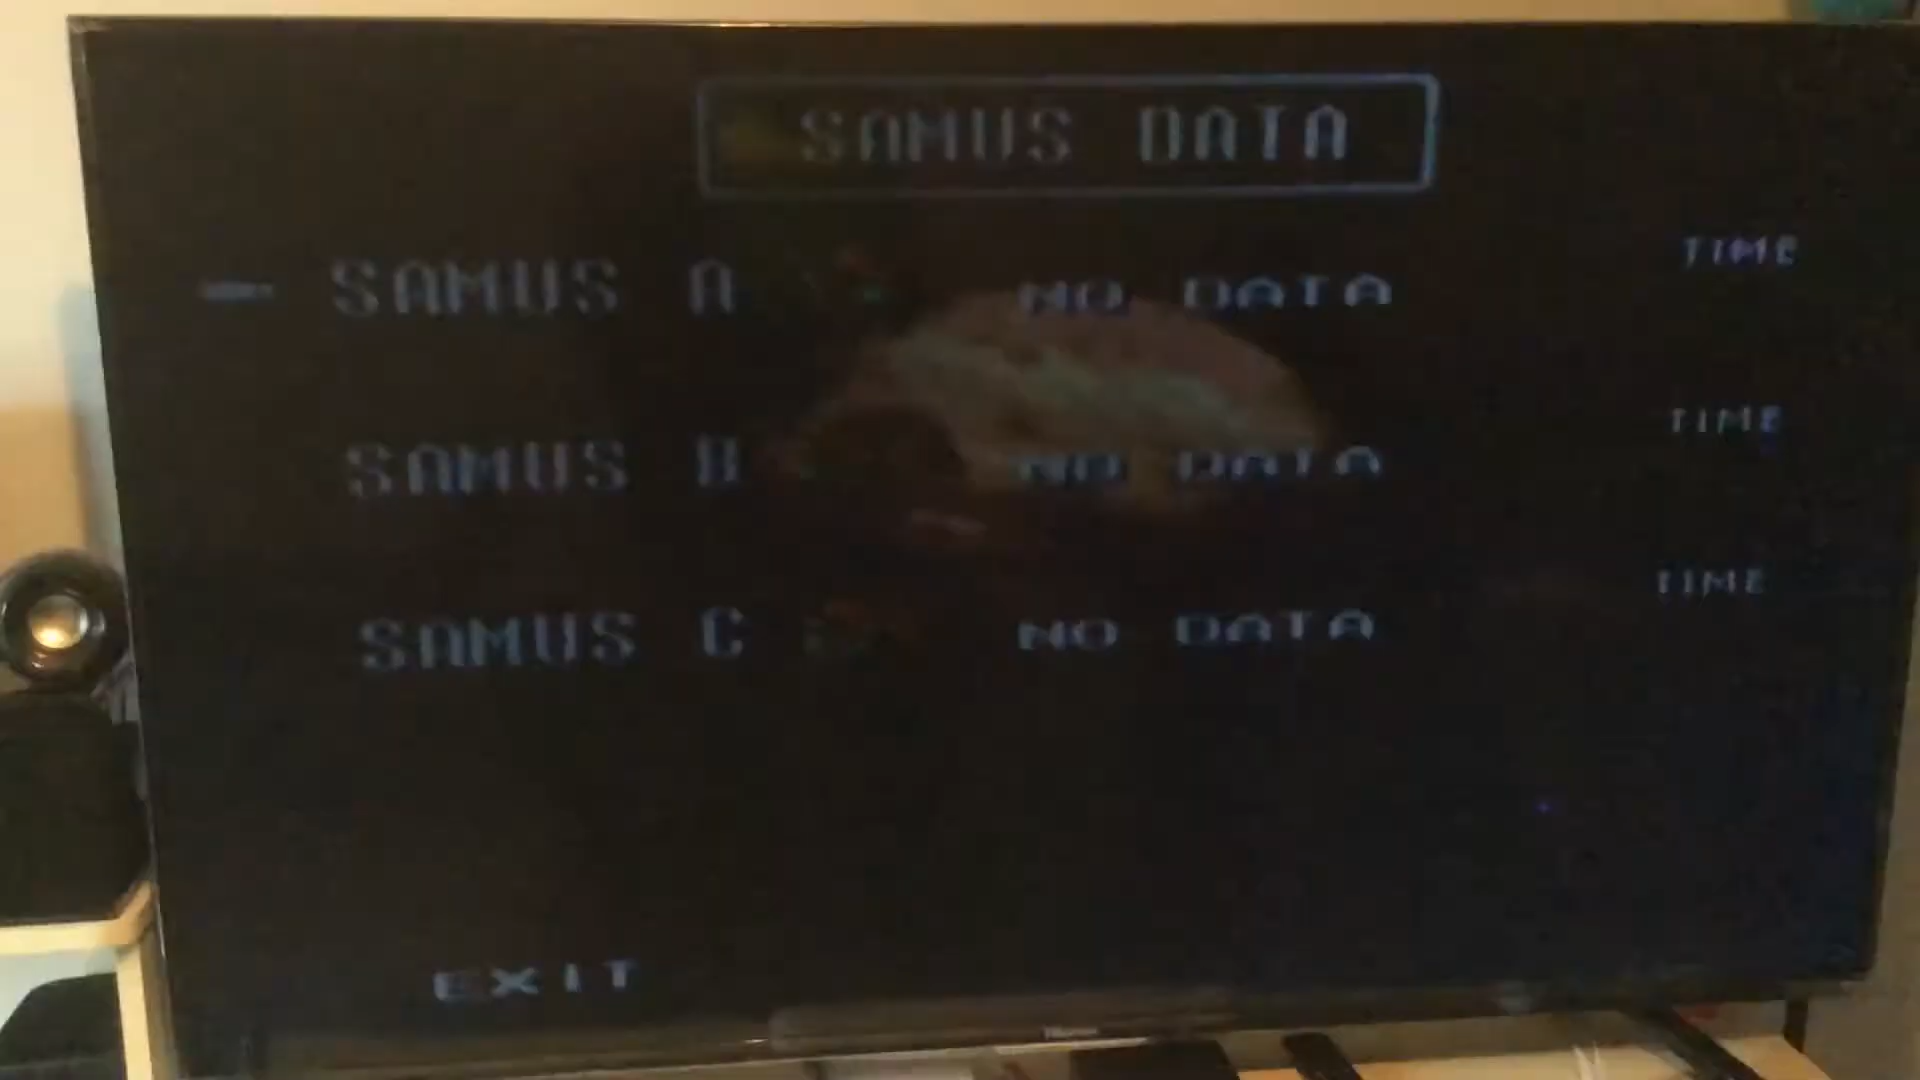 SAMUS DATA
TIME
SAMUS A NO DATA
TIME
SAMUS B NO DATA
TIME
SAMUS C NO DATA
EXIT